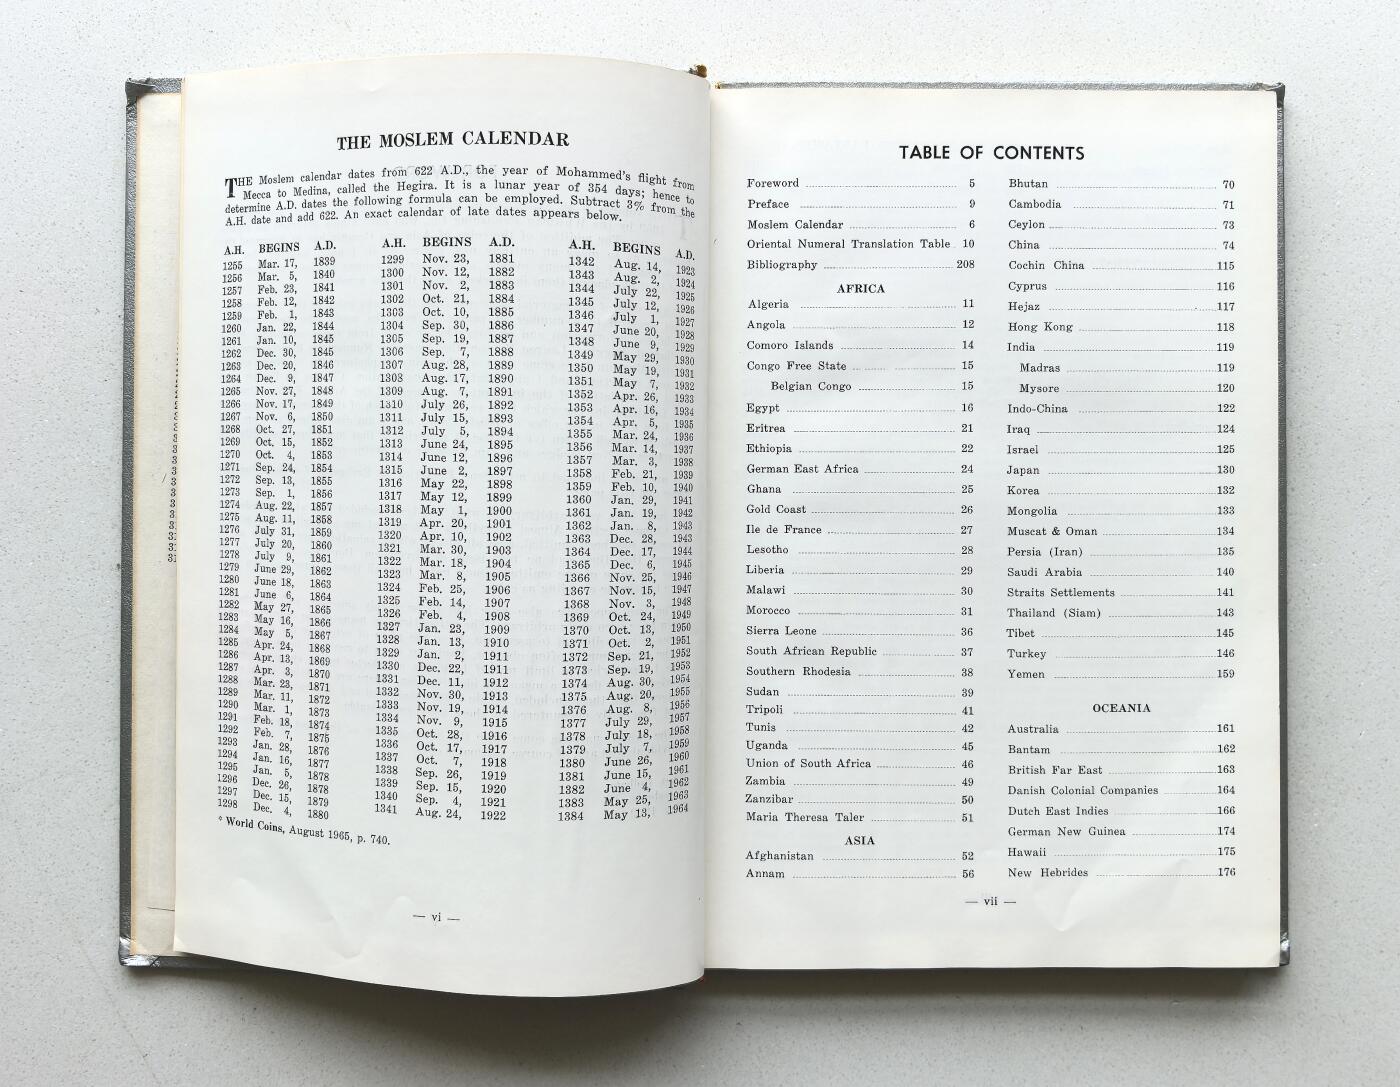 THE MOSLEM CALENDAR
THE Moslem calendar dates from 622 A.D., the year of Mohammed's flight from
Mecca to Medina, called the Hegira. It is a lunar year of 354 days; hence to
determine A.D. dates the following formula can be employed. Subtract 3% from the
A.H. date and add 622. An exact calendar of late dates appears below.
A.H. BEGINS A.D.
1255 Mar. 17, 1839
1256 Mar. 5, 1840
1257 Feb. 23, 1841
1258 Feb. 12, 1842
1259 Feb. 1, 1843
1260 Jan. 22, 1844
1261 Jan. 10, 1845
1262 Dec. 30, 1845
1263 Dec. 20, 1846
1264 Dec. 9, 1847
1265 Nov. 27, 1848
1266 Nov. 17, 1849
1267 Nov. 6, 1850
1268 Oct. 27, 1851
1269 Oct. 15, 1852
1270 Oct. 4, 1853
1271 Sep. 24, 1854
1272 Sep. 13, 1855
1273 Sep. 1, 1856
1274 Aug. 22, 1857
1275 Aug. 11, 1858
1276 July 31, 1859
1277 July 20, 1860
1278 July 9, 1861
1279 June 29, 1862
1280 June 18, 1863
1281 June 6, 1864
1282 May 27, 1865
1283 May 16, 1866
1284 May 5, 1867
1285 Apr. 24, 1868
1286 Apr. 13, 1869
1287 Apr. 3, 1870
1288 Mar. 23, 1871
1289 Mar. 11, 1872
1290 Mar. 1, 1873
1291 Feb. 18, 1874
1292 Feb. 7, 1875
1293 Jan. 28, 1876
1294 Jan. 16, 1877
1295 Jan. 5, 1878
1296 Dec. 26, 1878
1297 Dec. 15, 1879
1298 Dec. 4, 1880
A.H. BEGINS A.D.
1299 Nov. 23, 1881
1300 Nov. 12, 1882
1301 Nov. 2, 1883
1302 Oct. 21, 1884
1303 Oct. 10, 1885
1304 Sep. 30, 1886
1305 Sep. 19, 1887
1306 Sep. 7, 1888
1307 Aug. 28, 1889
1308 Aug. 17, 1890
1309 Aug. 7, 1891
1310 July 26, 1892
1311 July 15, 1893
1312 July 5, 1894
1313 June 24, 1895
1314 June 12, 1896
1315 June 2, 1897
1316 May 22, 1898
1317 May 12, 1899
1318 May 1, 1900
1319 Apr. 20, 1901
1320 Apr. 10, 1902
1321 Mar. 30, 1903
1322 Mar. 18, 1904
1323 Mar. 8, 1905
1324 Feb. 25, 1906
1325 Feb. 14, 1907
1326 Feb. 4, 1908
1327 Jan. 23, 1909
1328 Jan. 13, 1910
1329 Jan. 2, 1911
1330 Dec. 22, 1911
1331 Dec. 11, 1912
1332 Nov. 30, 1913
1333 Nov. 19, 1914
1334 Nov. 9, 1915
1335 Oct. 28, 1916
1336 Oct. 17, 1917
1337 Oct. 7, 1918
1338 Sep. 26, 1919
1339 Sep. 15, 1920
1340 Sep. 4, 1921
1341 Aug. 24, 1922
A.H. BEGINS A.D.
1342 Aug. 14, 1923
1343 Aug. 2, 1924
1344 July 22, 1925
1345 July 12, 1926
1346 July 1, 1927
1347 June 20, 1928
1348 June 9, 1929
1349 May 29, 1930
1350 May 19, 1931
1351 May 7, 1932
1352 Apr. 26, 1933
1353 Apr. 16, 1934
1354 Apr. 5, 1935
1355 Mar. 24, 1936
1356 Mar. 14, 1937
1357 Mar. 3, 1938
1358 Feb. 21, 1939
1359 Feb. 10, 1940
1360 Jan. 29, 1941
1361 Jan. 19, 1942
1362 Jan. 8, 1943
1363 Dec. 28, 1943
1364 Dec. 17, 1944
1365 Dec. 6, 1945
1366 Nov. 25, 1946
1367 Nov. 15, 1947
1368 Nov. 3, 1948
1369 Oct. 24, 1949
1370 Oct. 13, 1950
1371 Oct. 2, 1951
1372 Sep. 21, 1952
1373 Sep. 19, 1953
1374 Aug. 30, 1954
1375 Aug. 20, 1955
1376 Aug. 8, 1956
1377 July 29, 1957
1378 July 18, 1958
1379 July 7, 1959
1380 June 26, 1960
1381 June 15, 1961
1382 June 4, 1962
1383 May 25, 1963
1384 May 13, 1964
* World Coins, August 1965, p. 740.
— vi —
TABLE OF CONTENTS
Foreword 5
Preface 9
Moslem Calendar 6
Oriental Numeral Translation Table 10
Bibliography 208
AFRICA
Algeria 11
Angola 12
Comoro Islands 14
Congo Free State 15
Belgian Congo 15
Egypt 16
Eritrea 21
Ethiopia 22
German East Africa 24
Ghana 25
Gold Coast 26
Ile de France 27
Lesotho 28
Liberia 29
Malawi 30
Morocco 31
Sierra Leone 36
South African Republic 37
Southern Rhodesia 38
Sudan 39
Tripoli 41
Tunis 42
Uganda 45
Union of South Africa 46
Zambia 49
Zanzibar 50
Maria Theresa Taler 51
ASIA
Afghanistan 52
Annam 56
Bhutan 70
Cambodia 71
Ceylon 73
China 74
Cochin China 115
Cyprus 116
Hejaz 117
Hong Kong 118
India 119
Madras 119
Mysore 120
Indo-China 122
Iraq 124
Israel 125
Japan 130
Korea 132
Mongolia 133
Muscat & Oman 134
Persia (Iran) 135
Saudi Arabia 140
Straits Settlements 141
Thailand (Siam) 143
Tibet 145
Turkey 146
Yemen 159
OCEANIA
Australia 161
Bantam 162
British Far East 163
Danish Colonial Companies 164
Dutch East Indies 166
German New Guinea 174
Hawaii 175
New Hebrides 176
— vii —